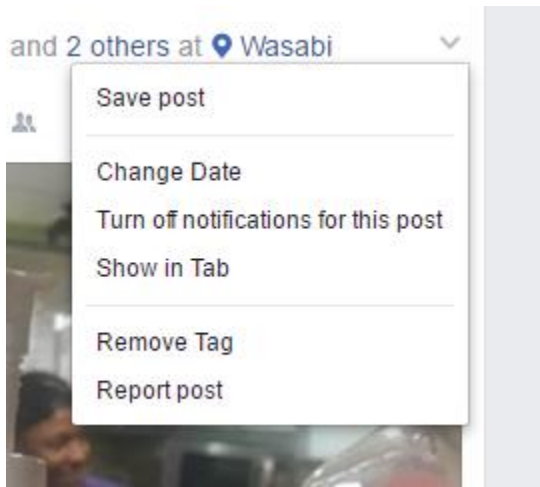 and 2 others at Wasabi
Save post
Change Date
Turn off notifications for this post
Show in Tab
Remove Tag
Report post